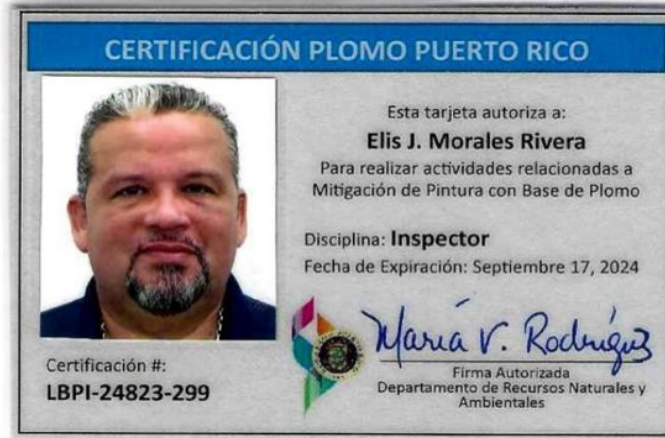 CERTIFICACIÓN PLOMO PUERTO RICO
Esta tarjeta autoriza a:
Elis J. Morales Rivera
Para realizar actividades relacionadas a
Mitigación de Pintura con Base de Plomo
Disciplina: Inspector
Fecha de Expiración: Septiembre 17, 2024
María V. Rodríguez
Firma Autorizada
Departamento de Recursos Naturales y
Ambientales
Certificación #:
LBPI-24823-299